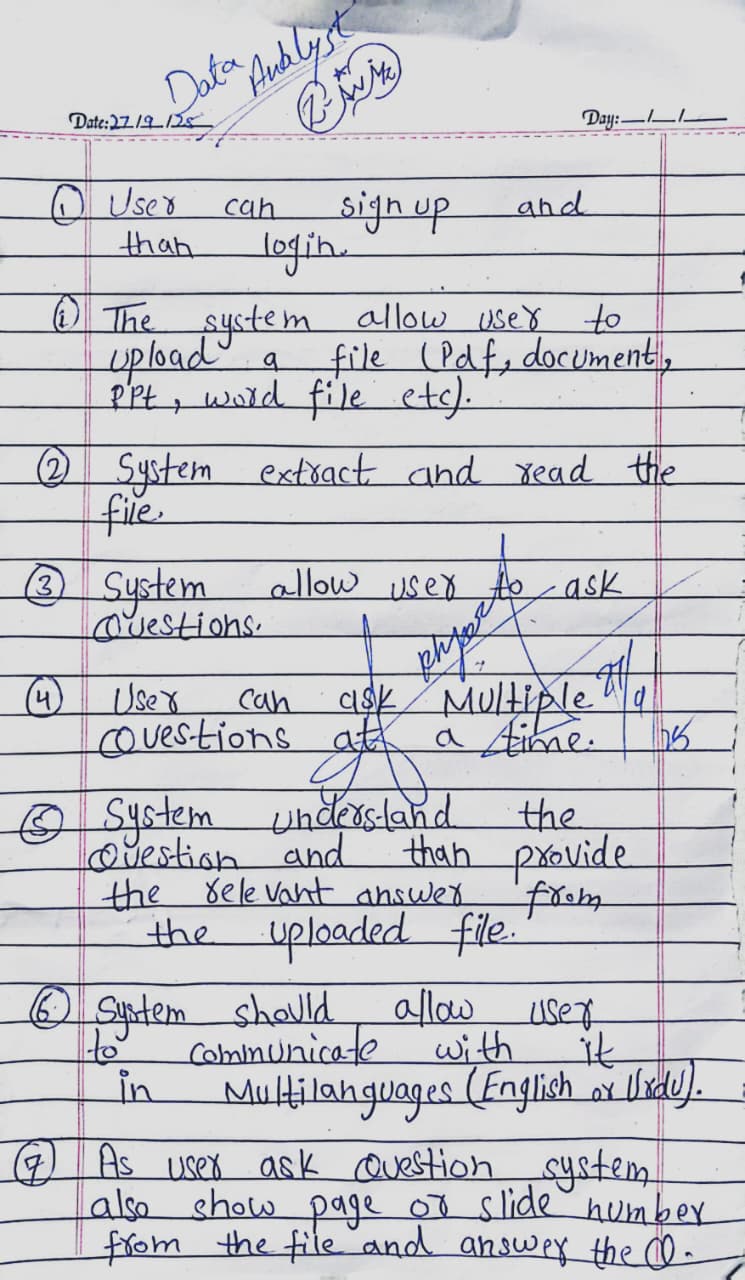 Data Analyst
Date: 27/9/25 Day: __/__/__
① User can sign up and
than login.
① The system allow user to
upload a file (Pdf, document,
PPt, word file etc).
② System extract and read the
file.
③ System allow user to ask
Questions.
④ User can ask Multiple
Questions at a time.
27/9/25
⑤ System understand the
Question and than provide
the relevant answer from
the uploaded file.
⑥ System should allow user
to communicate with it
in Multilanguages (English or Urdu).
⑦ As user ask Question system
also show page or slide number
from the file and answer the Q.